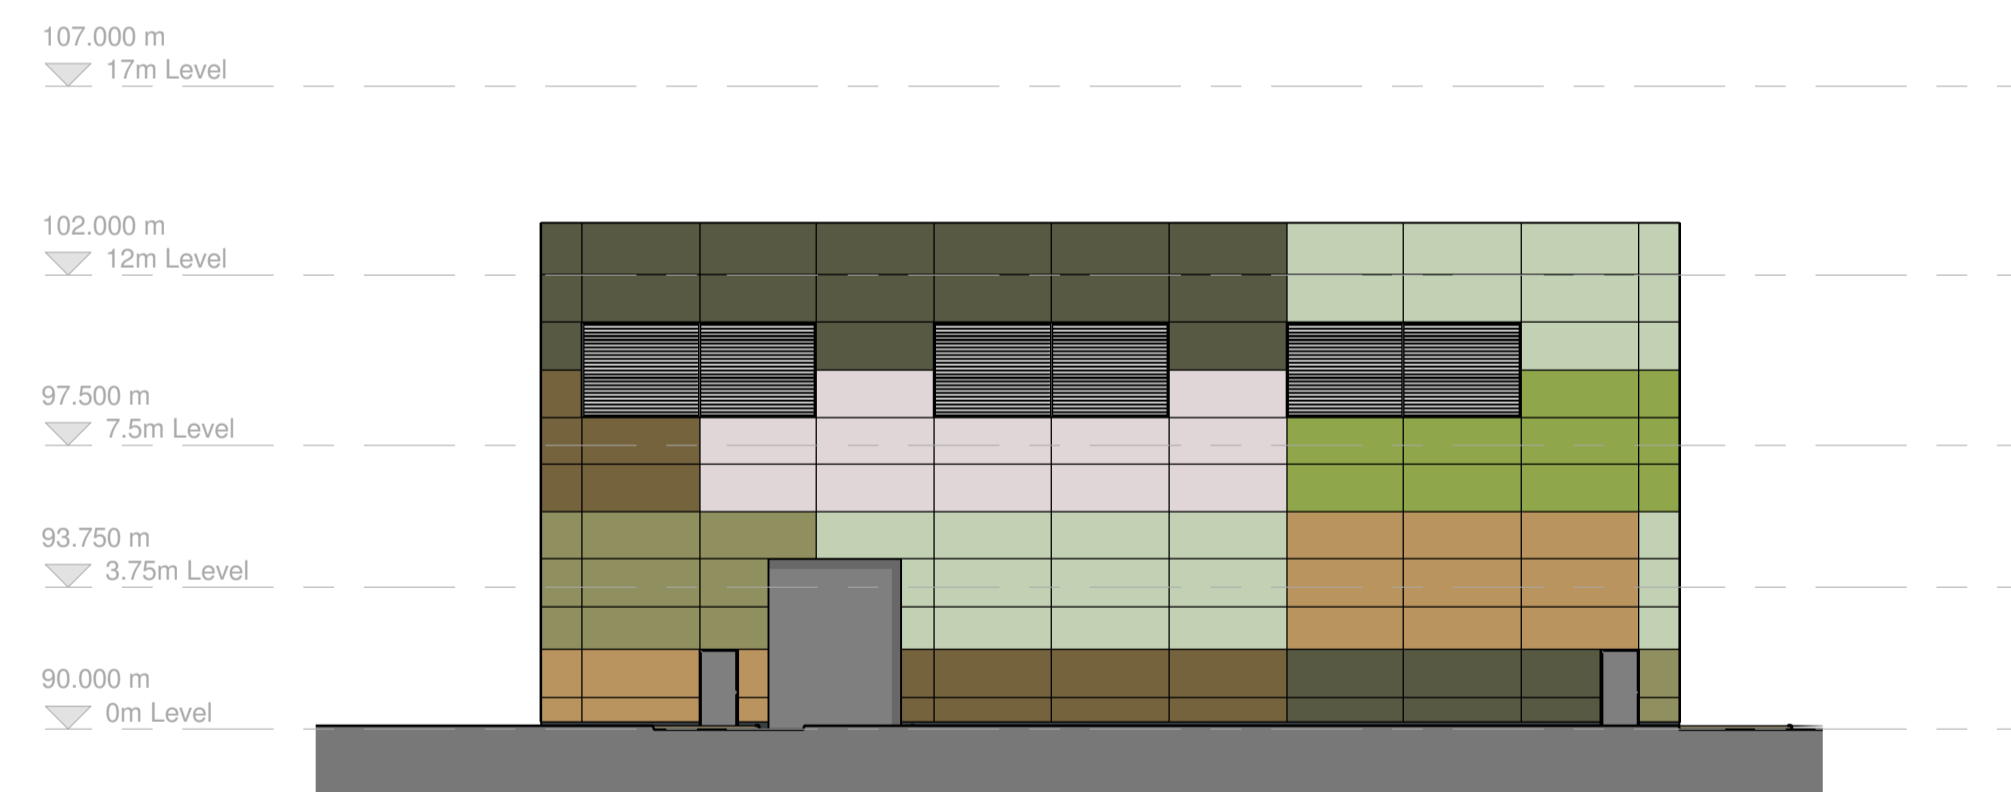 107.000 m
17m Level
102.000 m
12m Level
97.500 m
7.5m Level
93.750 m
3.75m Level
90.000 m
0m Level